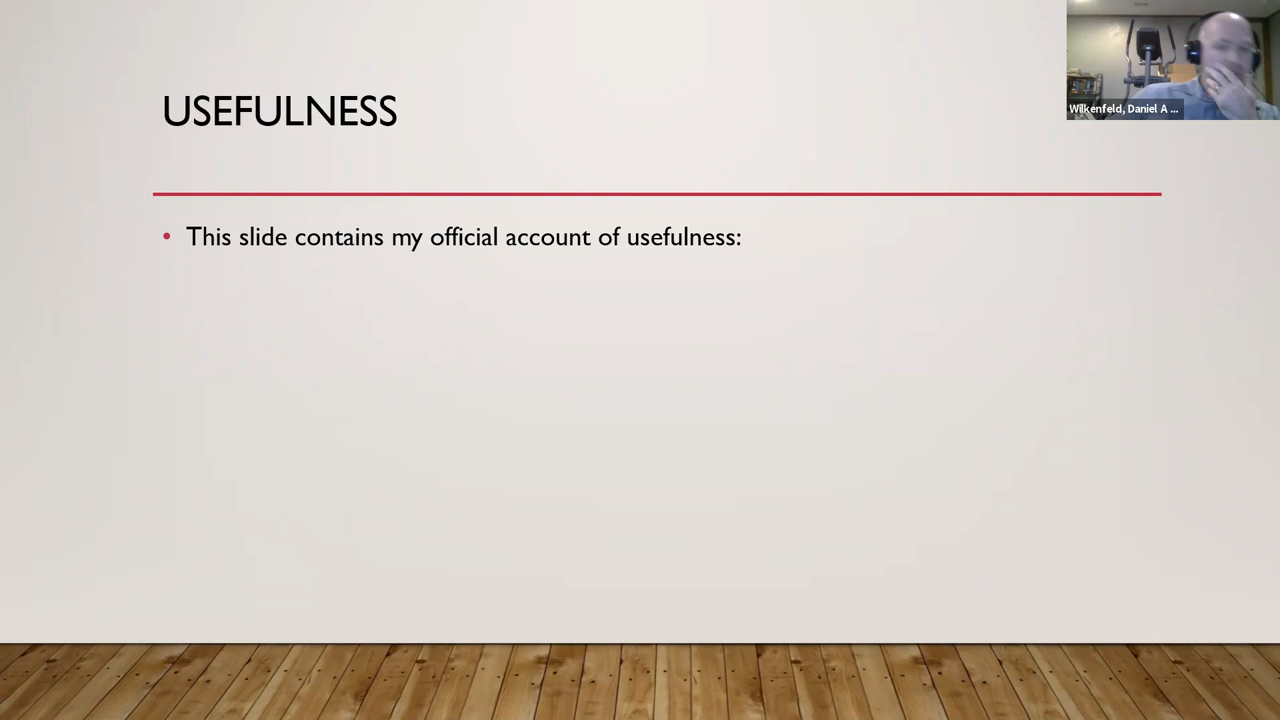 Wilkenfeld, Daniel A ...
USEFULNESS
• This slide contains my official account of usefulness: